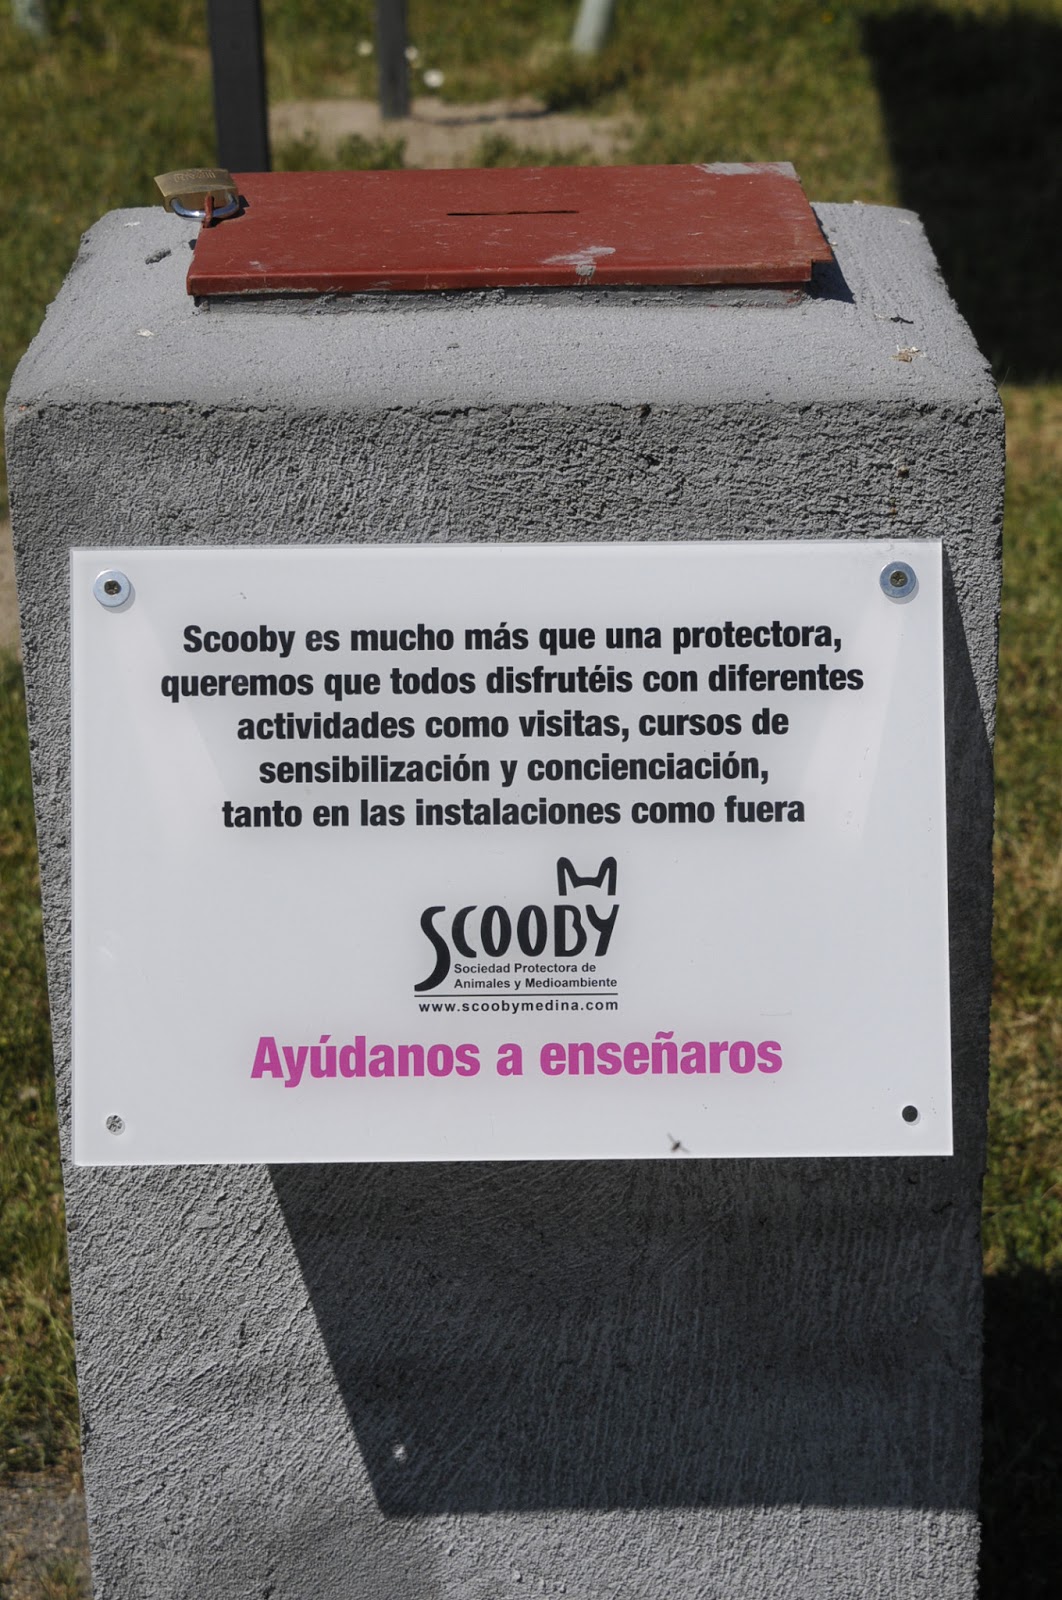 Scooby es mucho más que una protectora,
queremos que todos disfrutéis con diferentes
actividades como visitas, cursos de
sensibilización y concienciación,
tanto en las instalaciones como fuera
SCOOBY
Sociedad Protectora de
Animales y Medioambiente
www.scoobymedina.com
Ayúdanos a enseñaros